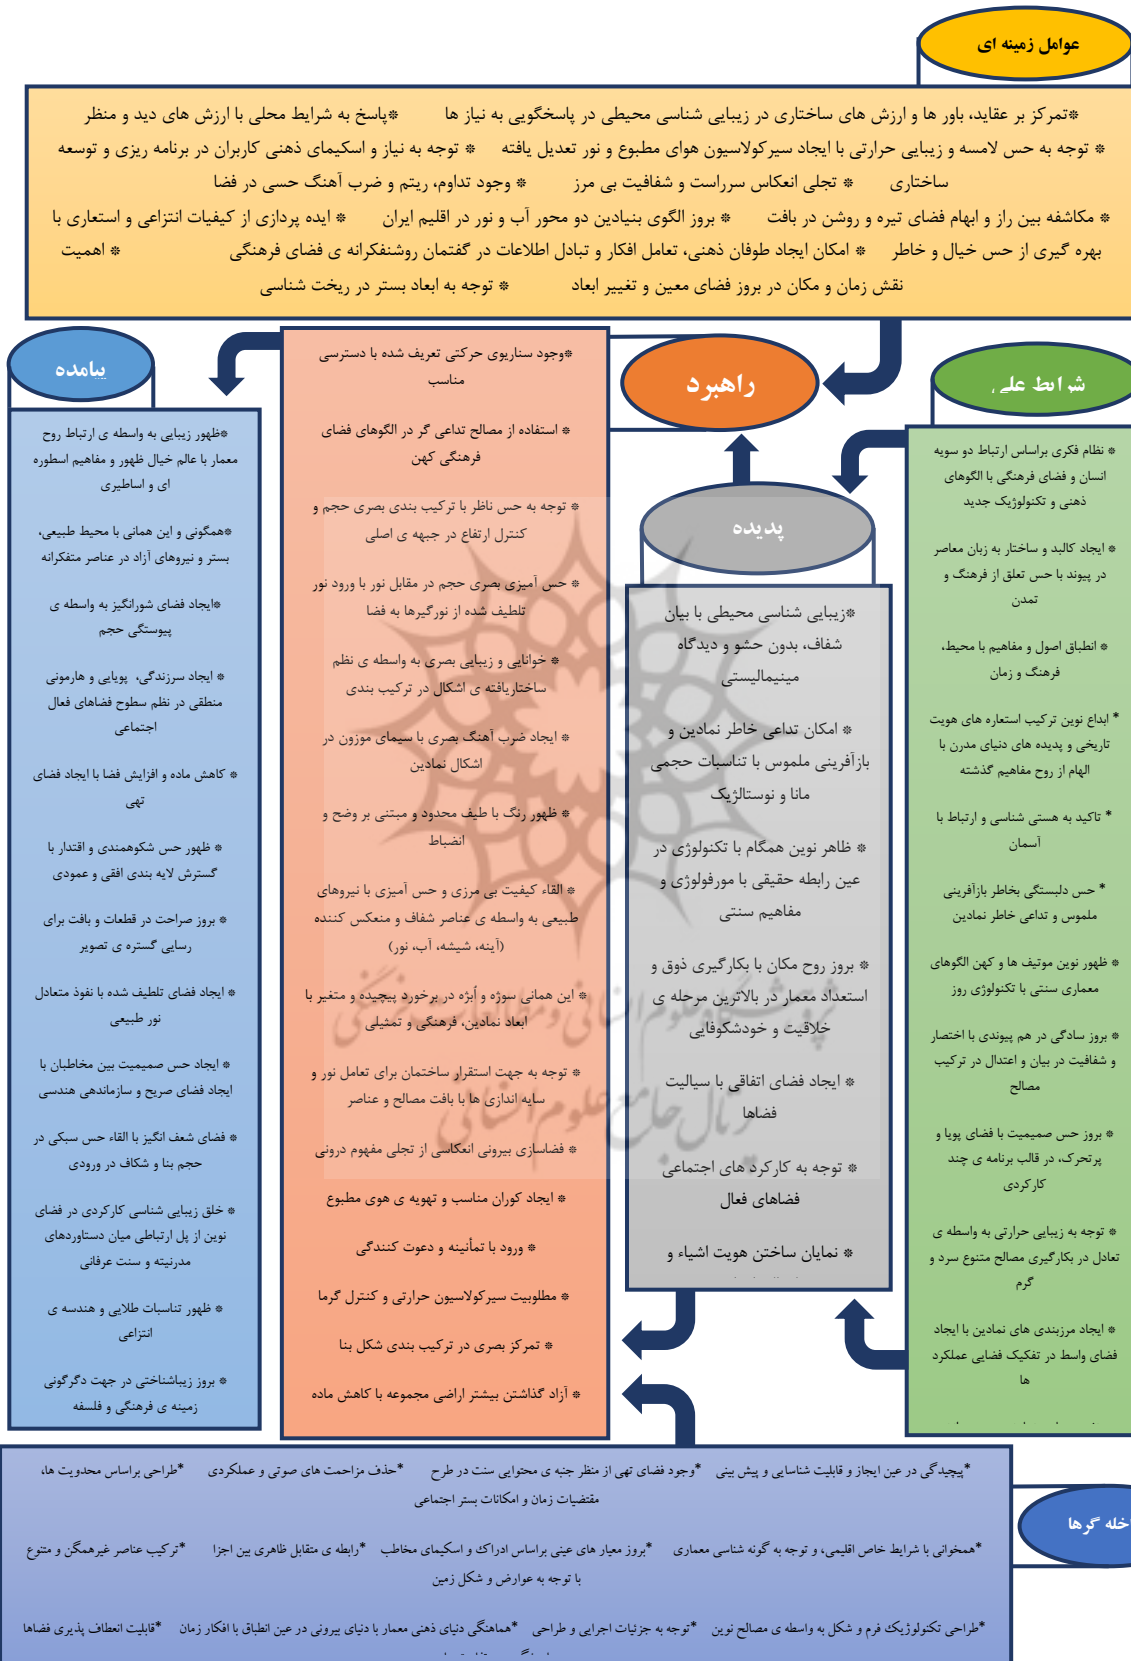 عوامل زمینه ای
*تمرکز بر عقاید، باور ها و ارزش های ساختاری در زیبایی شناسی محیطی در پاسخگویی به نیاز ها *پاسخ به شرایط محلی با ارزش های دید و منظر
* توجه به حس لامسه و زیبایی حرارتی با ایجاد سیرکولاسیون هوای مطبوع و نور تعدیل یافته * توجه به نیاز و اسکیمای ذهنی کاربران در برنامه ریزی و توسعه
ساختاری * تجلی انعکاس سرراست و شفافیت بی مرز * وجود تداوم، ریتم و ضرب آهنگ حسی در فضا
* مکاشفه بین راز و ابهام فضای تیره و روشن در بافت * بروز الگوی بنیادین دو محور آب و نور در اقلیم ایران * ایده پردازی از کیفیات انتزاعی و استعاری با
بهره گیری از حس خیال و خاطر * امکان ایجاد طوفان ذهنی، تعامل افکار و تبادل اطلاعات در گفتمان روشنفکرانه ی فضای فرهنگی * اهمیت
نقش زمان و مکان در بروز فضای معین و تغییر ابعاد * توجه به ابعاد بستر در ریخت شناسی
شرایط علی
* نظام فکری براساس ارتباط دو سویه
انسان و فضای فرهنگی با الگوهای
ذهنی و تکنولوژیک جدید
* ایجاد کالبد و ساختار به زبان معاصر
در پیوند با حس تعلق از فرهنگ و
تمدن
* انطباق اصول و مفاهیم با محیط،
فرهنگ و زمان
* ابداع نوین ترکیب استعاره های هویت
تاریخی و پدیده های دنیای مدرن با
الهام از روح مفاهیم گذشته
* تاکید به هستی شناسی و ارتباط با
آسمان
* حس دلبستگی بخاطر بازآفرینی
ملموس و تداعی خاطر نمادین
* ظهور نوین موتیف ها و کهن الگوهای
معماری سنتی با تکنولوژی روز
* بروز سادگی در هم پیوندی با اختصار
و شفافیت در بیان و اعتدال در ترکیب
مصالح
* بروز حس صمیمیت با فضای پویا و
پرتحرک، در قالب برنامه ی چند
کارکردی
* توجه به زیبایی حرارتی به واسطه ی
تعادل در بکارگیری مصالح متنوع سرد و
گرم
* ایجاد مرزبندی های نمادین با ایجاد
فضای واسط در تفکیک فضایی عملکرد
ها
پدیده
*زیبایی شناسی محیطی با بیان
شفاف، بدون حشو و دیدگاه
مینیمالیستی
* امکان تداعی خاطر نمادین و
بازآفرینی ملموس با تناسبات حجمی
مانا و نوستالژیک
* ظاهر نوین همگام با تکنولوژی در
عین رابطه حقیقی با مورفولوژی و
مفاهیم سنتی
* بروز روح مکان با بکارگیری ذوق و
استعداد معمار در بالاترین مرحله ی
خلاقیت و خودشکوفایی
* ایجاد فضای اتفاقی با سیالیت
فضاها
* توجه به کارکردهای اجتماعی
فضاهای فعال
* نمایان ساختن هویت اشیاء و
راهبرد
*وجود سناریوی حرکتی تعریف شده با دسترسی
مناسب
* استفاده از مصالح تداعی گر در الگوهای فضای
فرهنگی کهن
* توجه به حس ناظر با ترکیب بندی بصری حجم و
کنترل ارتفاع در جبهه ی اصلی
* حس آمیزی بصری حجم در مقابل نور با ورود نور
تلطیف شده از نورگیرها به فضا
* خوانایی و زیبایی بصری به واسطه ی نظم
ساختاریافته ی اشکال در ترکیب بندی
* ایجاد ضرب آهنگ بصری با سیمای موزون در
اشکال نمادین
* ظهور رنگ با طیف محدود و مبتنی بر وضح و
انضباط
* القاء کیفیت بی مرزی و حس آمیزی با نیروهای
طبیعی به واسطه ی عناصر شفاف و منعکس کننده
(آینه، شیشه، آب، نور)
* این همانی سوژه و اُبژه در برخورد پیچیده و متغیر با
ابعاد نمادین، فرهنگی و تمثیلی
* توجه به جهت استقرار ساختمان برای تعامل نور و
سایه اندازی ها با بافت مصالح و عناصر
* فضاسازی بیرونی انعکاسی از تجلی مفهوم درونی
* ایجاد کوران مناسب و تهویه ی هوی مطبوع
* ورود با تمأنینه و دعوت کنندگی
* مطلوبیت سیرکولاسیون حرارتی و کنترل گرما
* تمرکز بصری در ترکیب بندی شکل بنا
* آزاد گذاشتن بیشتر اراضی مجموعه با کاهش ماده
پیامده
*ظهور زیبایی به واسطه ی ارتباط روح
معمار با عالم خیال ظهور و مفاهیم اسطوره
ای و اساطیری
*همگونی و این همانی با محیط طبیعی،
بستر و نیروهای آزاد در عناصر متفکرانه
*ایجاد فضای شورانگیز به واسطه ی
پیوستگی حجم
* ایجاد سرزندگی، پویایی و هارمونی
منطقی در نظم سطوح فضاهای فعال
اجتماعی
* کاهش ماده و افزایش فضا با ایجاد فضای
تهی
* ظهور حس شکوهمندی و اقتدار با
گسترش لایه بندی افقی و عمودی
* بروز صراحت در قطعات و بافت برای
رسایی گستره ی تصویر
* ایجاد فضای تلطیف شده با نفوذ متعادل
نور طبیعی
* ایجاد حس صمیمیت بین مخاطبان با
ایجاد فضای صریح و سازماندهی هندسی
* فضای شعف انگیز با القاء حس سبکی در
حجم بنا و شکاف در ورودی
* خلق زیبایی شناسی کارکردی در فضای
نوین از پل ارتباطی میان دستاوردهای
مدرنیته و سنت عرفانی
* ظهور تناسبات طلایی و هندسه ی
انتزاعی
* بروز زیباشناختی در جهت دگرگونی
زمینه ی فرهنگی و فلسفه
پژوهشگاه علوم انسانی و مطالعات فرهنگی
پرتال جامع علوم انسانی
اخله گرها
*پیچیدگی در عین ایجاز و قابلیت شناسایی و پیش بینی *وجود فضای تهی از منظر جنبه ی محتوایی سنت در طرح *حذف مزاحمت های صوتی و عملکردی *طراحی براساس محدویت ها،
مقتضیات زمان و امکانات بستر اجتماعی
*همخوانی با شرایط خاص اقلیمی، و توجه به گونه شناسی معماری *بروز معیار های عینی براساس ادراک و اسکیمای مخاطب *رابطه ی متقابل ظاهری بین اجزا *ترکیب عناصر غیرهمگن و متنوع
با توجه به عوارض و شکل زمین
*طراحی تکنولوژیک فرم و شکل به واسطه ی مصالح نوین *توجه به جزئیات اجرایی و طراحی *هماهنگی دنیای ذهنی معمار با دنیای بیرونی در عین انطباق با افکار زمان *قابلیت انعطاف پذیری فضاها